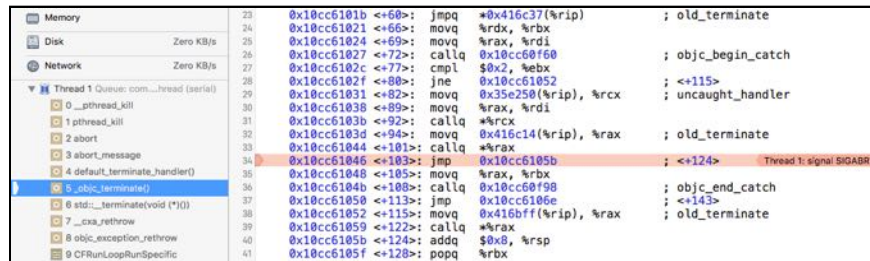 Memory
Disk Zero KB/s
Network Zero KB/s
Thread 1 Queue: com....hread (serial)
0 __pthread_kill
1 pthread_kill
2 abort
3 abort_message
4 default_terminate_handler()
5 _objc_terminate()
6 std::__terminate(void (*)())
7 __cxa_rethrow
8 objc_exception_rethrow
9 CFRunLoopRunSpecific
23 0x10cc6101b <+60>: jmpq *0x416c37(%rip) ; old_terminate
24 0x10cc61021 <+66>: movq %rdx, %rbx
25 0x10cc61024 <+69>: movq %rax, %rdi
26 0x10cc61027 <+72>: callq 0x10cc60f60 ; objc_begin_catch
27 0x10cc6102c <+77>: cmpl $0x2, %ebx
28 0x10cc6102f <+80>: jne 0x10cc61052 ; <+115>
29 0x10cc61031 <+82>: movq 0x35e250(%rip), %rcx ; uncaught_handler
30 0x10cc61038 <+89>: movq %rax, %rdi
31 0x10cc6103b <+92>: callq *%rcx
32 0x10cc6103d <+94>: movq 0x416c14(%rip), %rax ; old_terminate
33 0x10cc61044 <+101>: callq *%rax
34 0x10cc61046 <+103>: jmp 0x10cc6105b ; <+124> Thread 1: signal SIGABR
35 0x10cc61048 <+105>: movq %rax, %rbx
36 0x10cc6104b <+108>: callq 0x10cc60f98 ; objc_end_catch
37 0x10cc61050 <+113>: jmp 0x10cc6106e ; <+143>
38 0x10cc61052 <+115>: movq 0x416bff(%rip), %rax ; old_terminate
39 0x10cc61059 <+122>: callq *%rax
40 0x10cc6105b <+124>: addq $0x8, %rsp
41 0x10cc6105f <+128>: popq %rbx